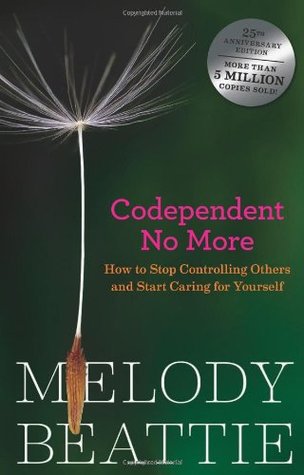 25TH
ANNIVERSARY
EDITION
MORE THAN
5 MILLION
COPIES SOLD!
Codependent
No More
How to Stop Controlling Others
and Start Caring for Yourself
MELODY
BEATTIE